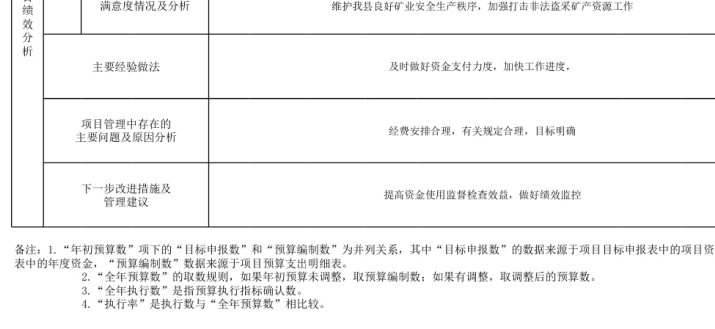 绩
效
分
析
满意度情况及分析
维护我县良好矿业安全生产秩序，加强打击非法盗采矿产资源工作
主要经验做法
及时做好资金支付力度，加快工作进度，
项目管理中存在的
主要问题及原因分析
经费安排合理，有关规定合理，目标明确
下一步改进措施及
管理建议
提高资金使用监督检查效益，做好绩效监控
备注：1.“年初预算数”项下的“目标申报数”和“预算编制数”为并列关系，其中“目标申报数”的数据来源于项目目标申报表中的项目资
表中的年度资金，“预算编制数”数据来源于项目预算支出明细表。
2.“全年预算数”的取数规则，如果年初预算未调整，取预算编制数；如果有调整，取调整后的预算数。
3.“全年执行数”是指预算执行指标确认数。
4.“执行率”是执行数与“全年预算数”相比较。